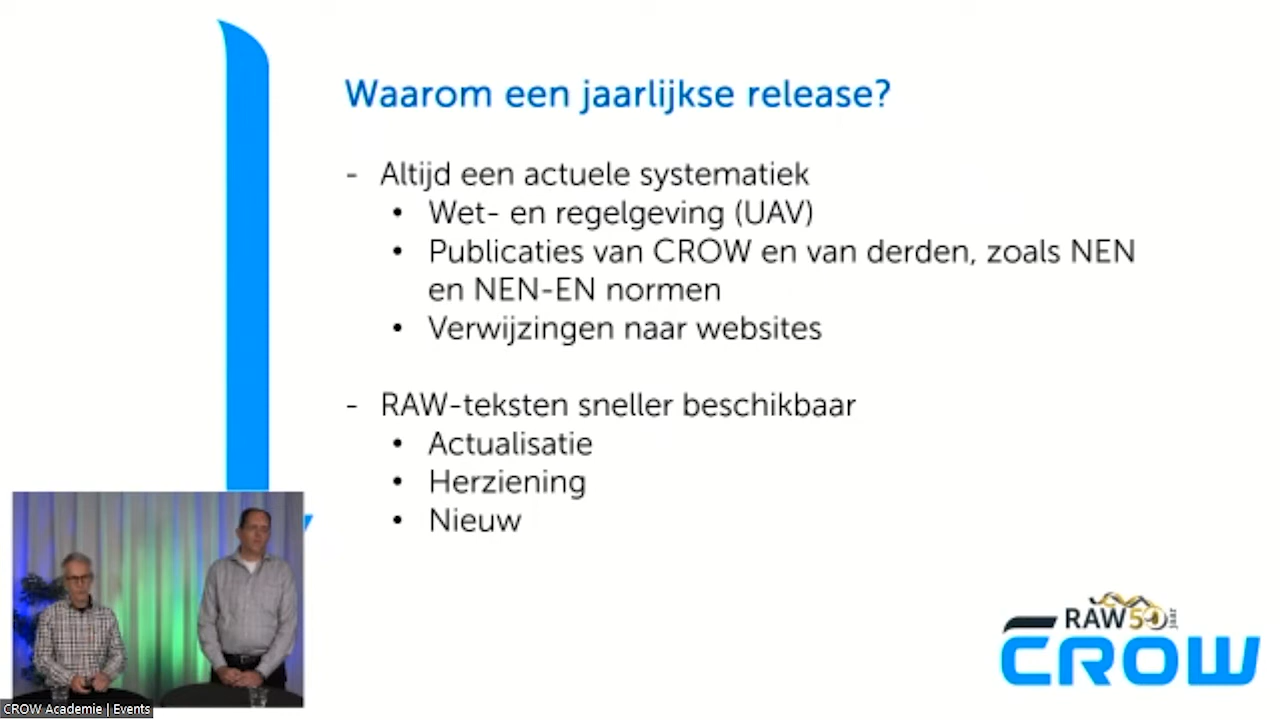 Waarom een jaarlijkse release?
- Altijd een actuele systematiek
• Wet- en regelgeving (UAV)
• Publicaties van CROW en van derden, zoals NEN
en NEN-EN normen
• Verwijzingen naar websites
- RAW-teksten sneller beschikbaar
• Actualisatie
• Herziening
• Nieuw
RAW 50 jaar
CROW
CROW Academie | Events